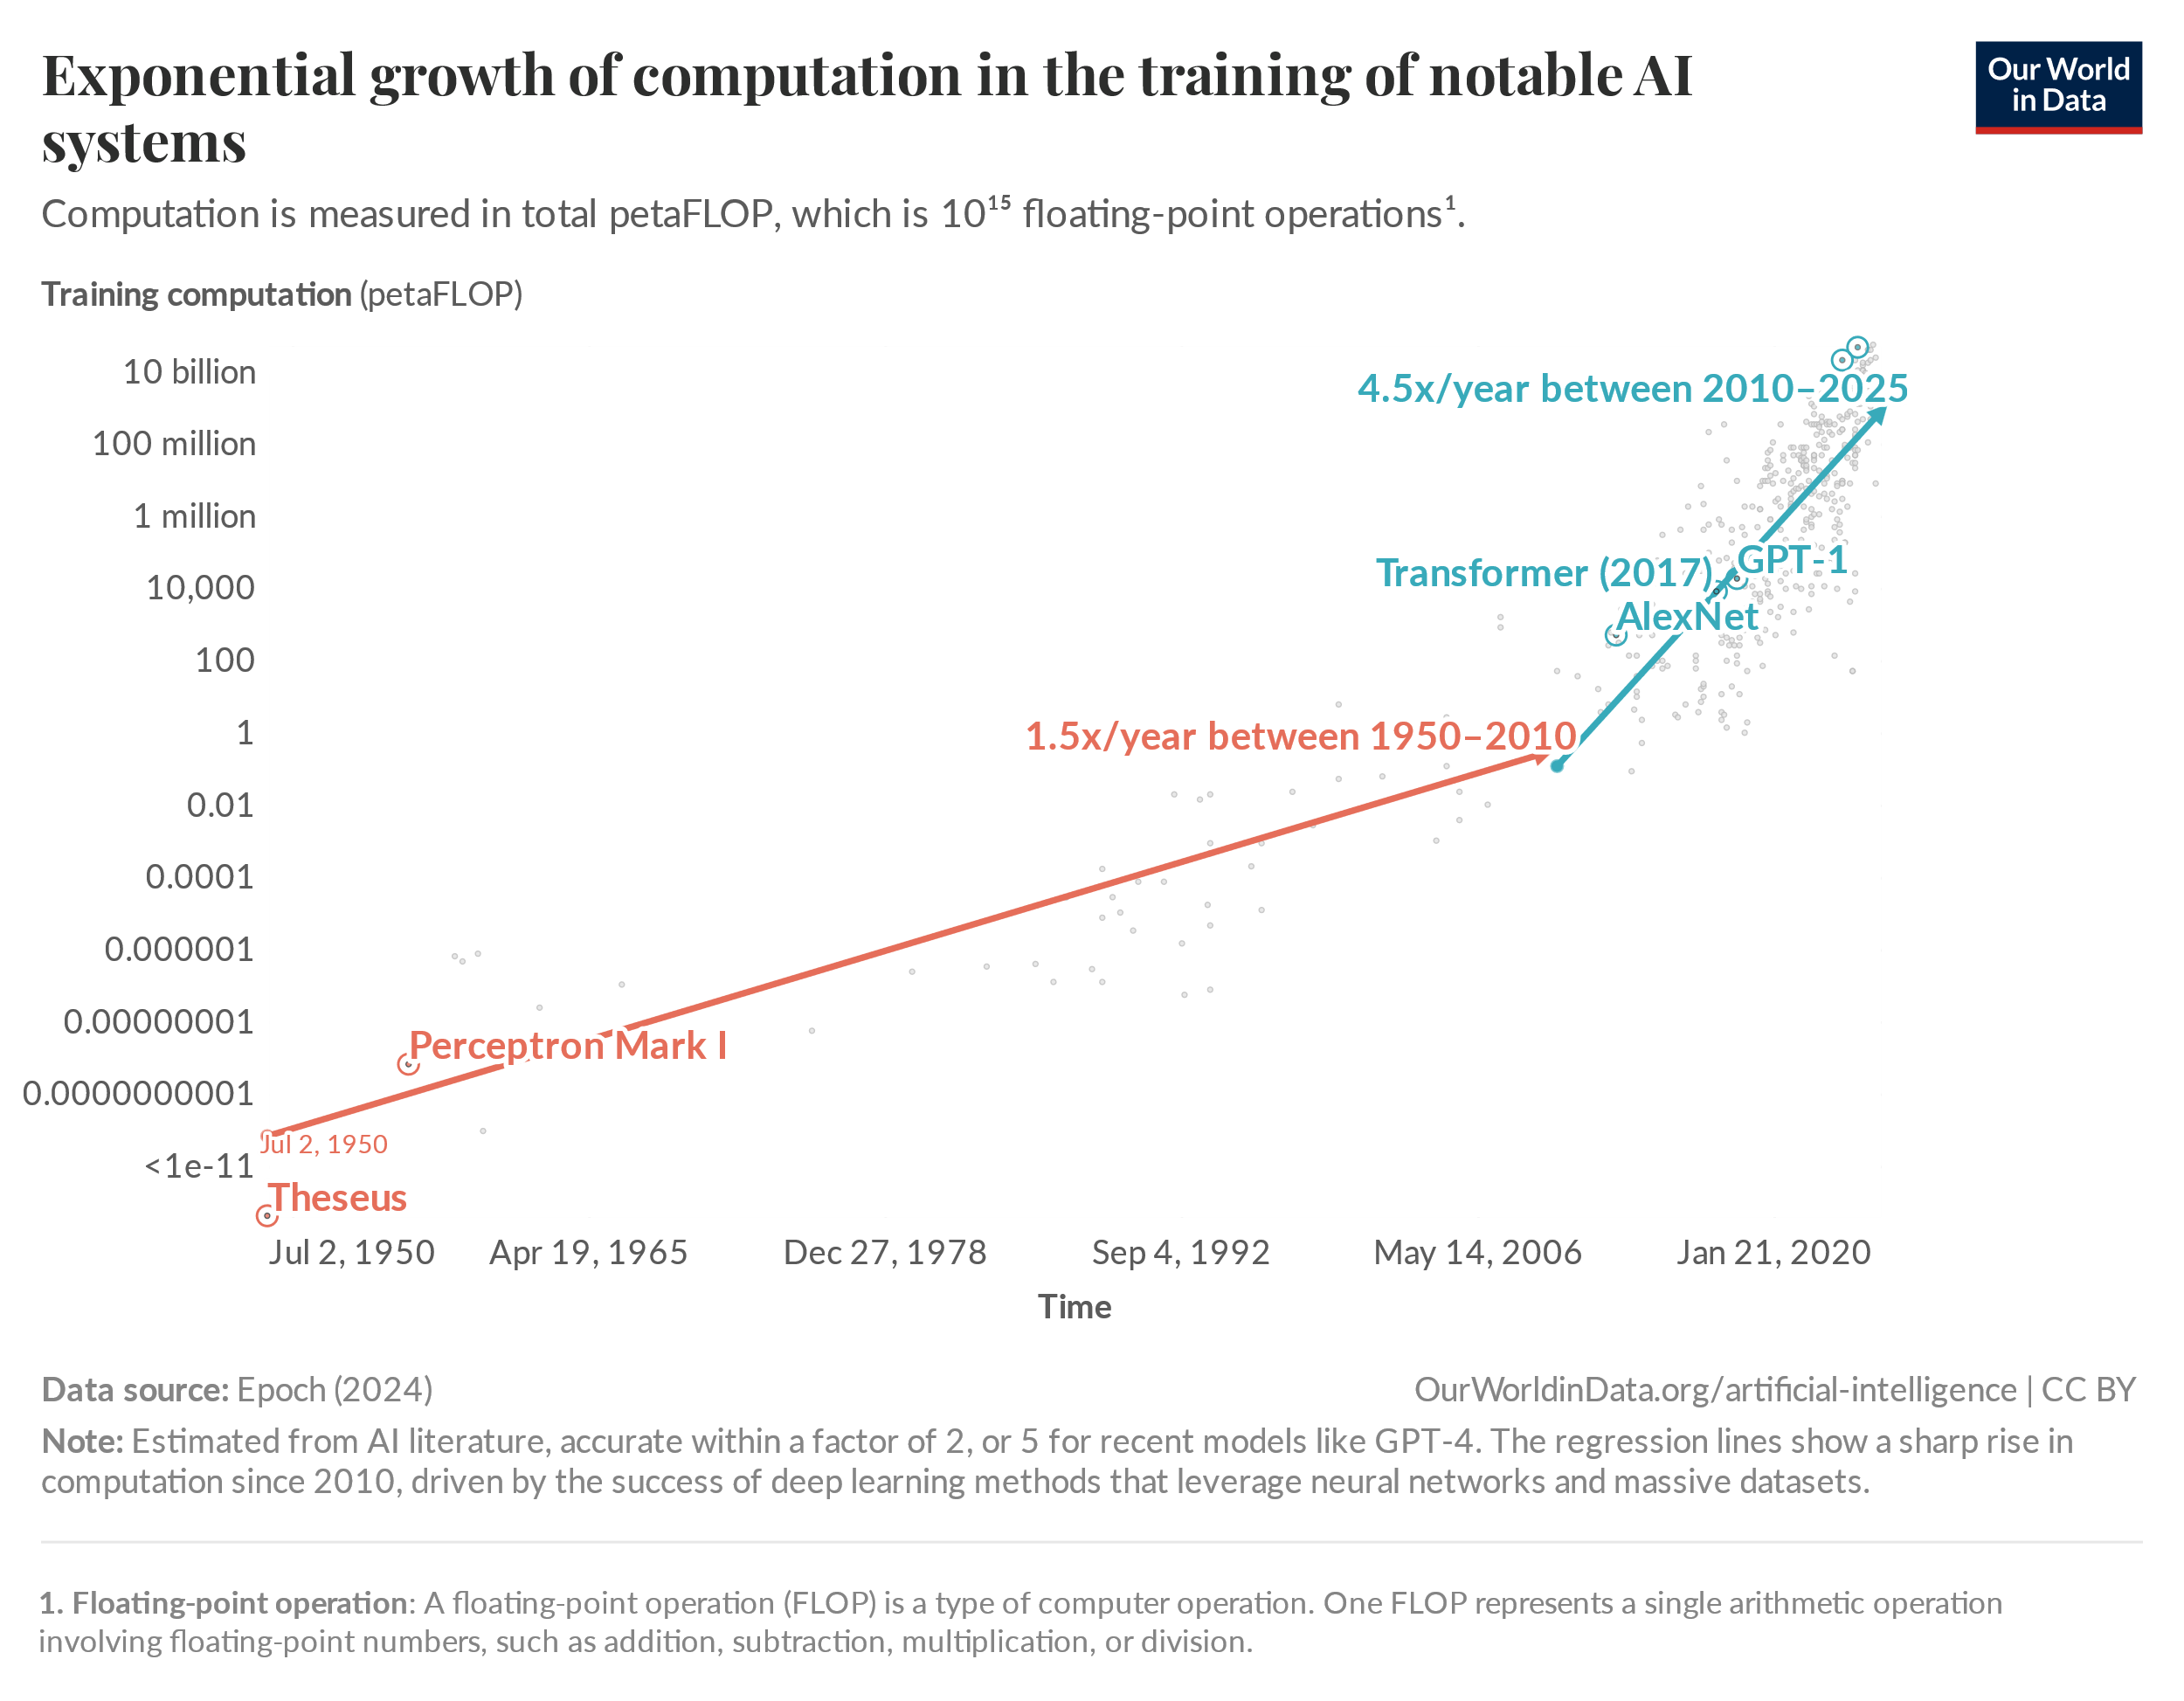 Exponential growth of computation in the training of notable AI
systems
Our World
in Data
Computation is measured in total petaFLOP, which is 10¹⁵ floating-point operations¹.
Training computation (petaFLOP)
10 billion
100 million
1 million
10,000
100
1
0.01
0.0001
0.000001
0.00000001
0.0000000001
<1e-11
4.5x/year between 2010–2025
GPT-1
Transformer (2017)
AlexNet
1.5x/year between 1950–2010
Perceptron Mark I
Jul 2, 1950
Theseus
Jul 2, 1950
Apr 19, 1965
Dec 27, 1978
Sep 4, 1992
May 14, 2006
Jan 21, 2020
Time
Data source: Epoch (2024)
OurWorldinData.org/artificial-intelligence | CC BY
Note: Estimated from AI literature, accurate within a factor of 2, or 5 for recent models like GPT-4. The regression lines show a sharp rise in
computation since 2010, driven by the success of deep learning methods that leverage neural networks and massive datasets.
1. Floating-point operation: A floating-point operation (FLOP) is a type of computer operation. One FLOP represents a single arithmetic operation
involving floating-point numbers, such as addition, subtraction, multiplication, or division.